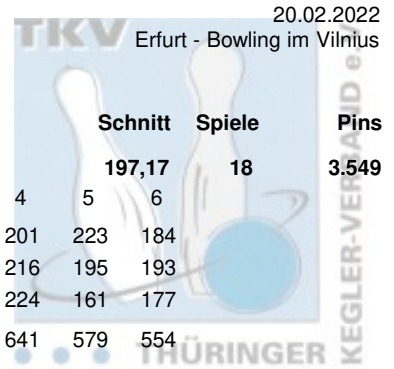 20.02.2022
TKV Erfurt - Bowling im Vilnius
Schnitt Spiele Pins
197,17 18 3.549
4 5 6
201 223 184
216 195 193
224 161 177
641 579 554
THÜRINGER
KEGLER-VERBAND e.V.